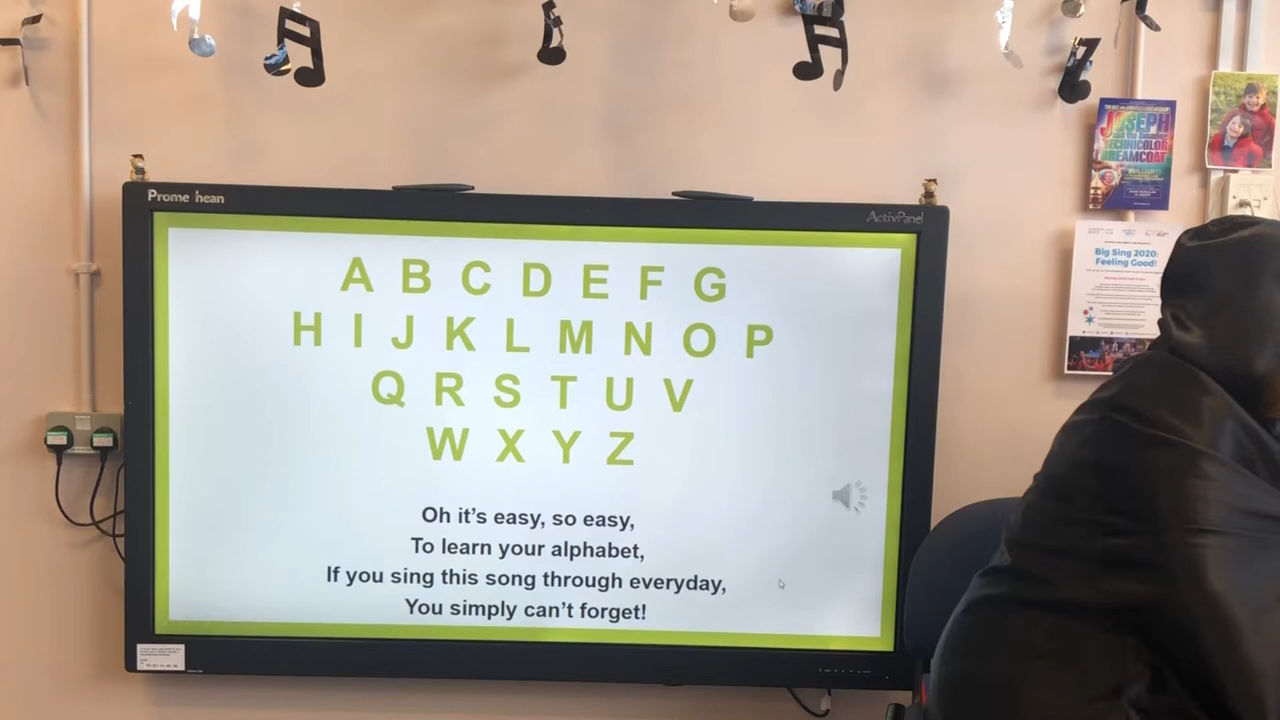 Promethean
ActivPanel
A B C D E F G
H I J K L M N O P
Q R S T U V
W X Y Z
Oh it's easy, so easy,
To learn your alphabet,
If you sing this song through everyday,
You simply can't forget!
JOSEPH
TECHNICOLOR
DREAMCOAT
Big Sing 2020:
Feeling Good!